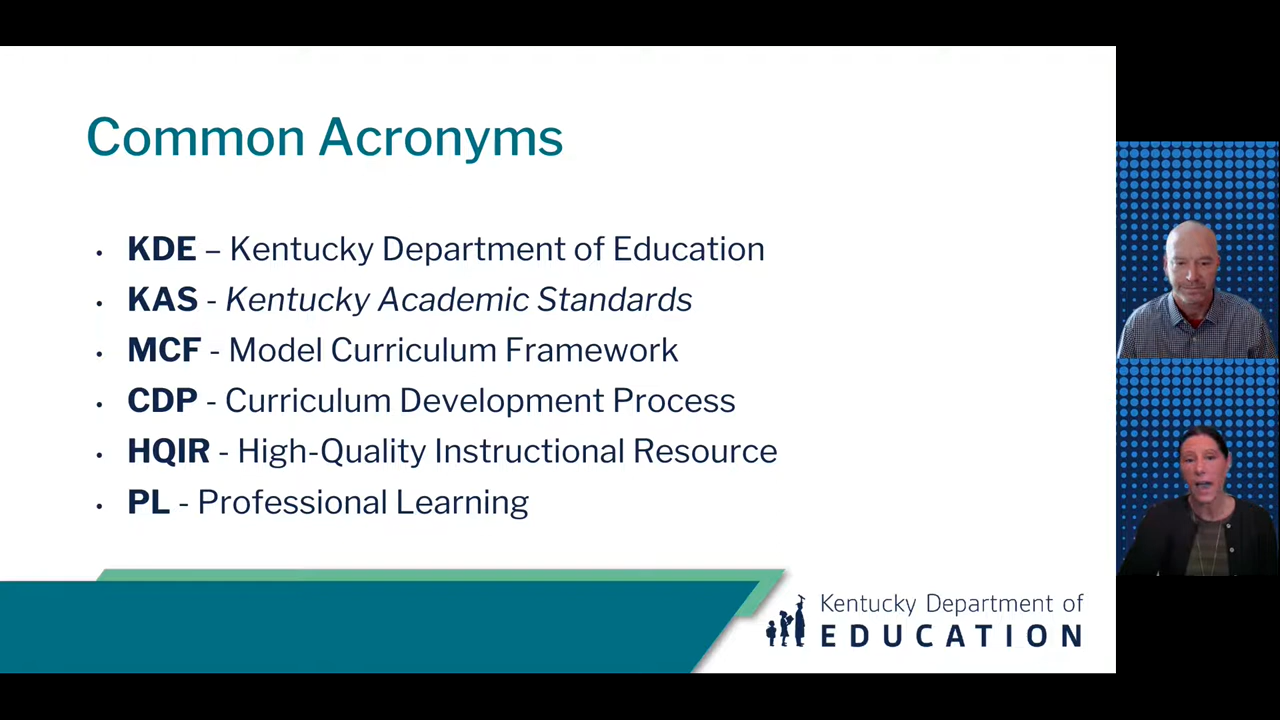 Common Acronyms
• KDE – Kentucky Department of Education
• KAS - Kentucky Academic Standards
• MCF - Model Curriculum Framework
• CDP - Curriculum Development Process
• HQIR - High-Quality Instructional Resource
• PL - Professional Learning
Kentucky Department of
EDUCATION